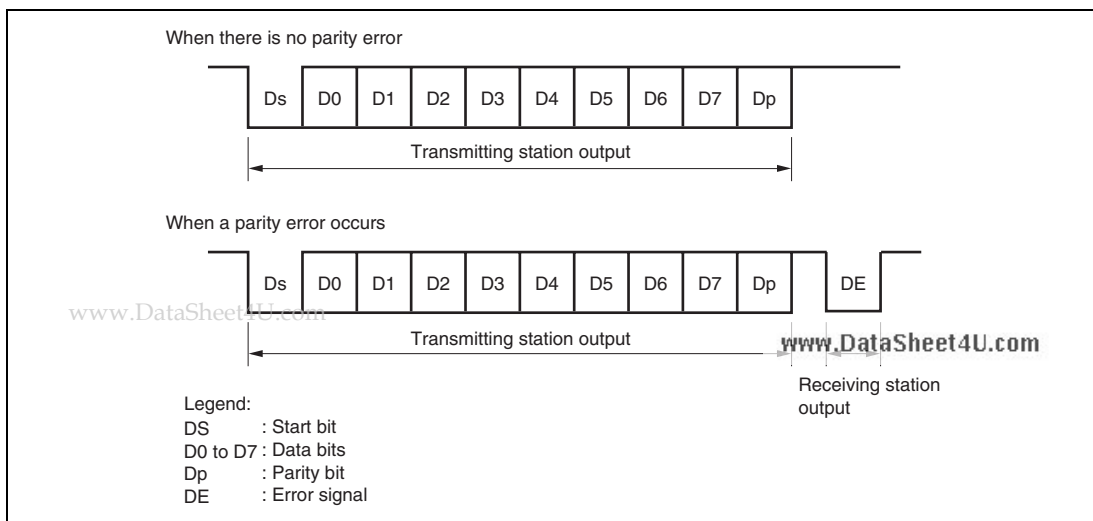 When there is no parity error
Ds D0 D1 D2 D3 D4 D5 D6 D7 Dp
Transmitting station output
When a parity error occurs
Ds D0 D1 D2 D3 D4 D5 D6 D7 Dp DE
www.DataSheet4U.com
Transmitting station output
www.DataSheet4U.com
Receiving station
output
Legend:
DS : Start bit
D0 to D7 : Data bits
Dp : Parity bit
DE : Error signal